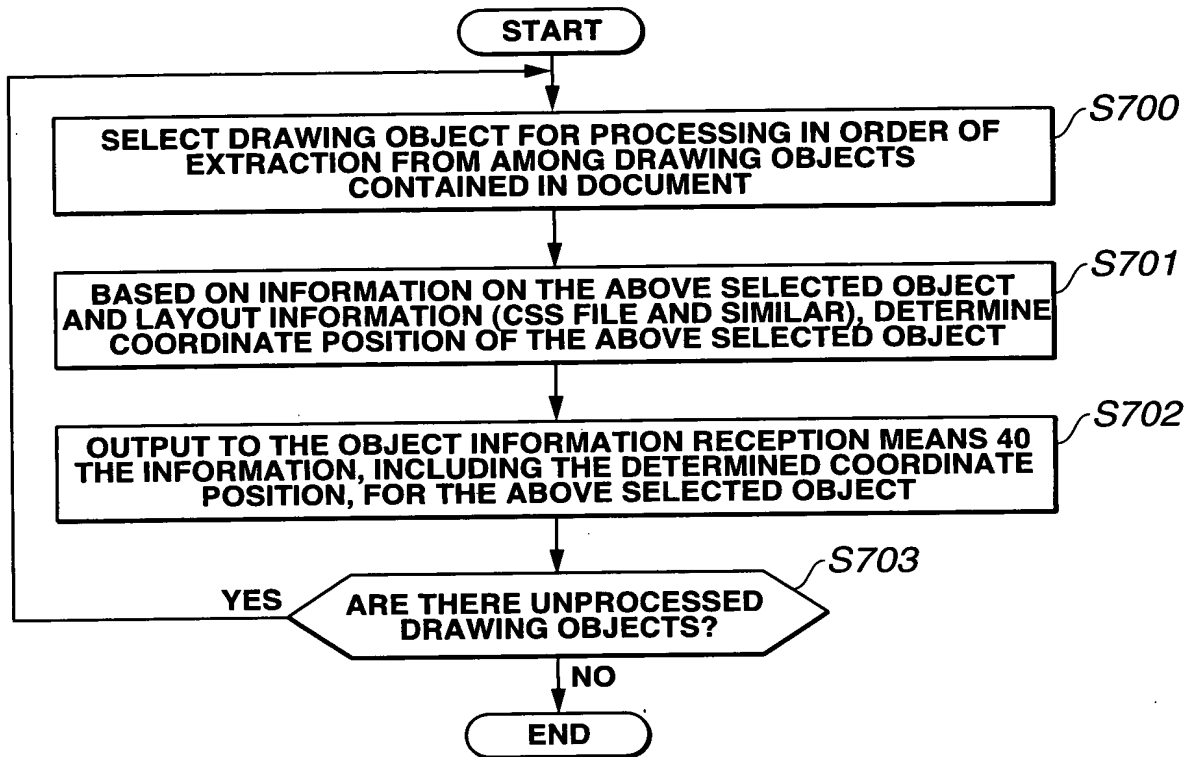 START
S700
SELECT DRAWING OBJECT FOR PROCESSING IN ORDER OF
EXTRACTION FROM AMONG DRAWING OBJECTS
CONTAINED IN DOCUMENT
S701
BASED ON INFORMATION ON THE ABOVE SELECTED OBJECT
AND LAYOUT INFORMATION (CSS FILE AND SIMILAR), DETERMINE
COORDINATE POSITION OF THE ABOVE SELECTED OBJECT
S702
OUTPUT TO THE OBJECT INFORMATION RECEPTION MEANS 40
THE INFORMATION, INCLUDING THE DETERMINED COORDINATE
POSITION, FOR THE ABOVE SELECTED OBJECT
S703
YES
ARE THERE UNPROCESSED
DRAWING OBJECTS?
NO
END